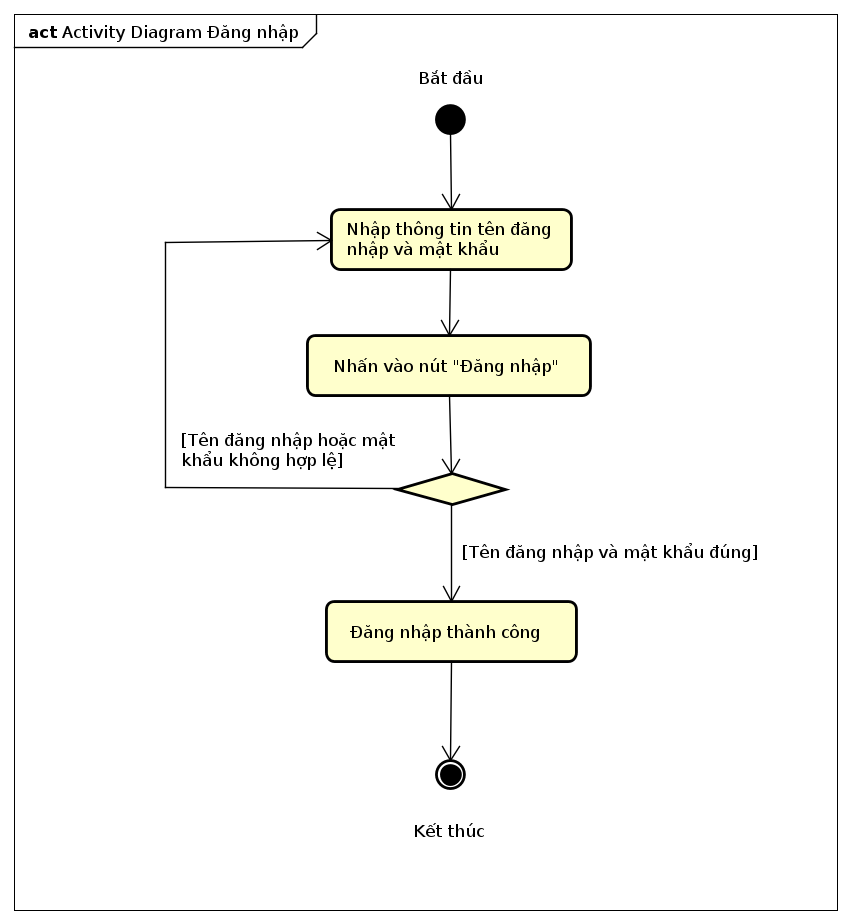 act Activity Diagram Đăng nhập
Bắt đầu
Nhập thông tin tên đăng
nhập và mật khẩu
Nhấn vào nút "Đăng nhập"
[Tên đăng nhập hoặc mật
khẩu không hợp lệ]
[Tên đăng nhập và mật khẩu đúng]
Đăng nhập thành công
Kết thúc